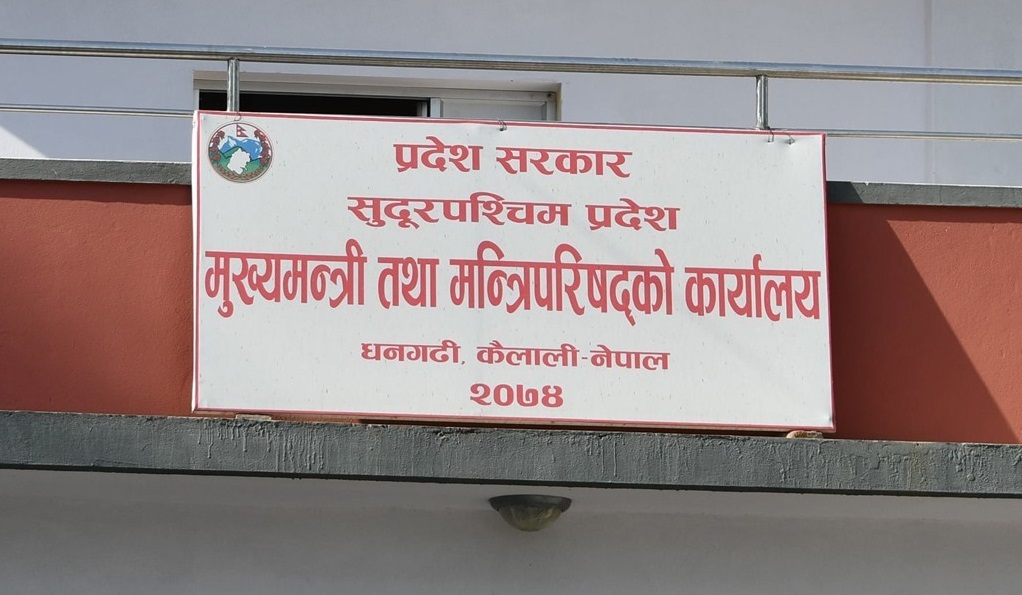 प्रदेश सरकार
सुदूरपश्चिम प्रदेश
मुख्यमन्त्री तथा मन्त्रिपरिषद्को कार्यालय
धनगढी, कैलाली-नेपाल
२०७४